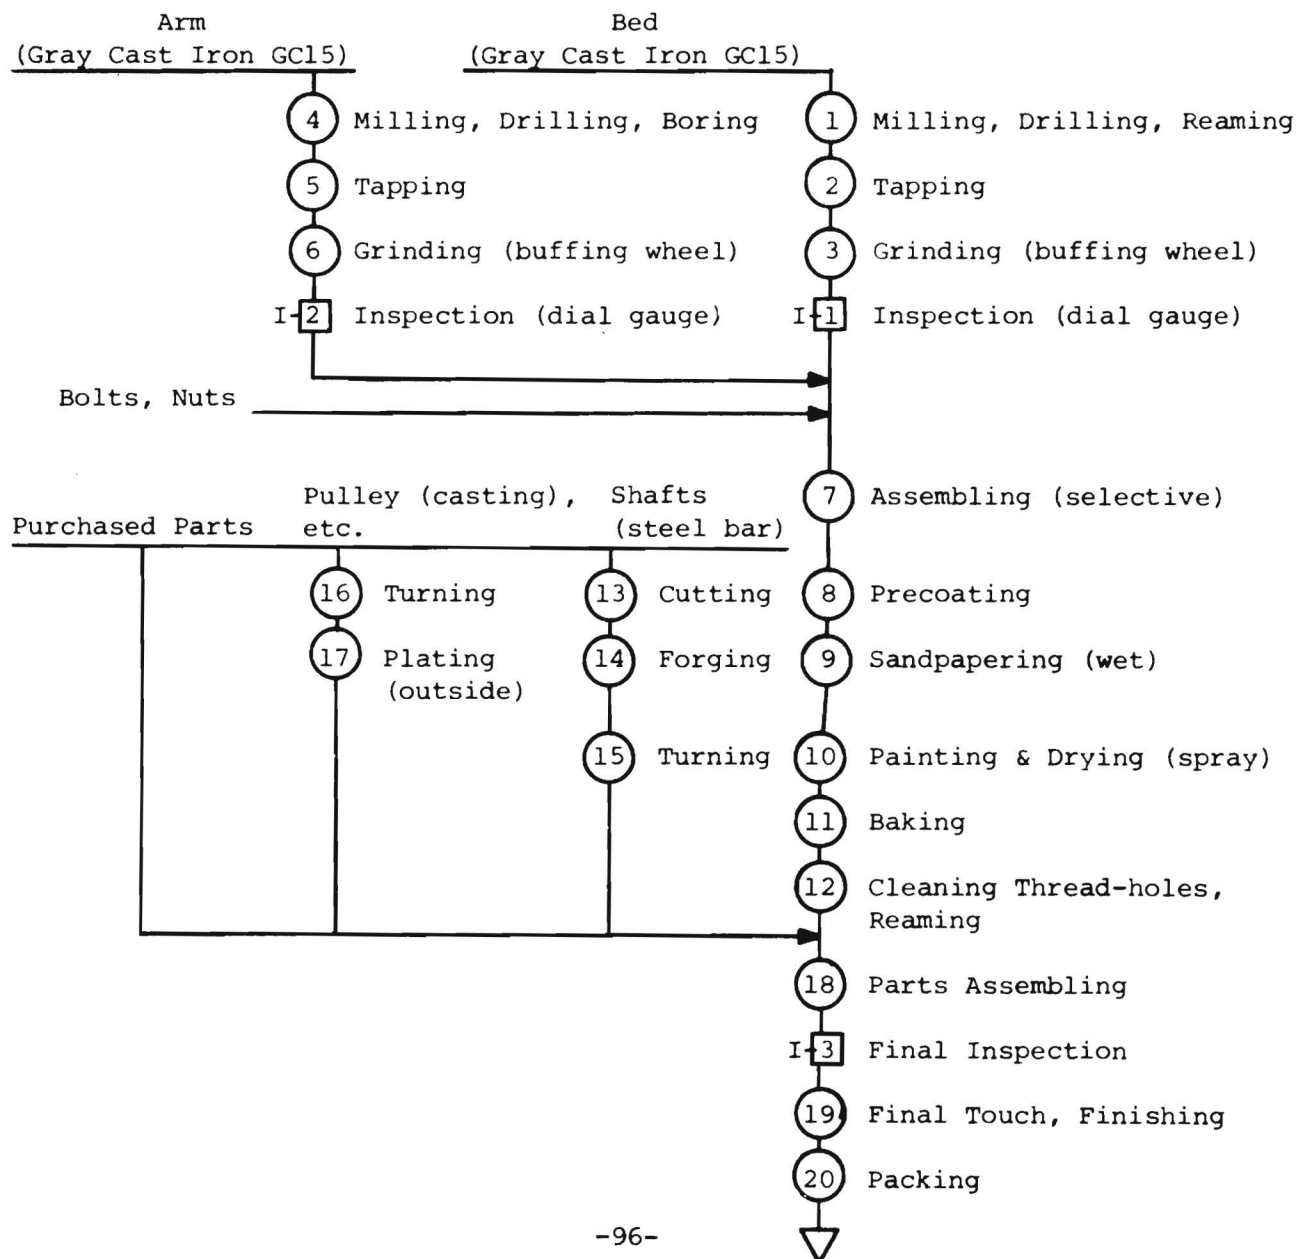 Arm
(Gray Cast Iron GC15)
Bed
(Gray Cast Iron GC15)
4 Milling, Drilling, Boring
1 Milling, Drilling, Reaming
5 Tapping
2 Tapping
6 Grinding (buffing wheel)
3 Grinding (buffing wheel)
I-2 Inspection (dial gauge)
I-1 Inspection (dial gauge)
Bolts, Nuts
7 Assembling (selective)
Purchased Parts
Pulley (casting),
etc.
Shafts
(steel bar)
16 Turning
13 Cutting
8 Precoating
17 Plating
(outside)
14 Forging
9 Sandpapering (wet)
15 Turning
10 Painting & Drying (spray)
11 Baking
12 Cleaning Thread-holes,
Reaming
18 Parts Assembling
I-3 Final Inspection
19 Final Touch, Finishing
20 Packing
-96-